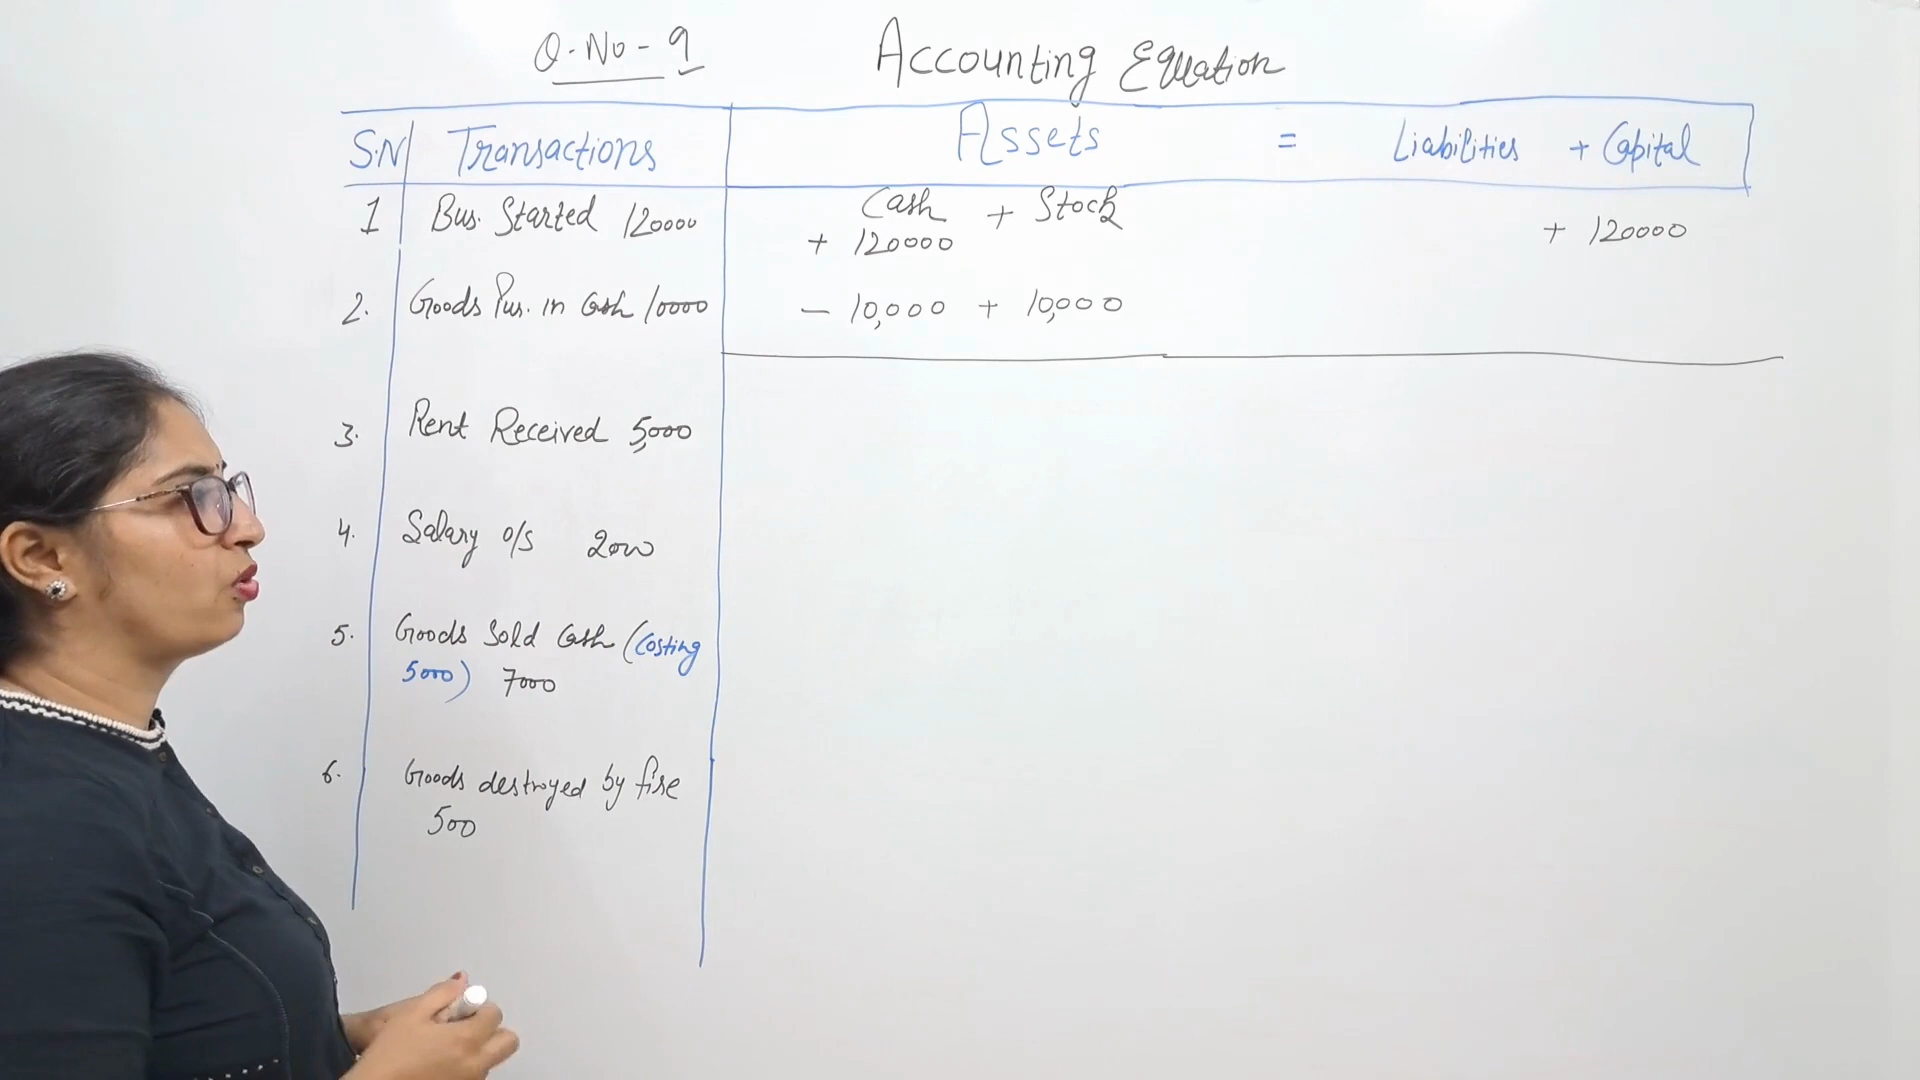 Q. No - 9 Accounting Equation
S.N Transactions Assets = Liabilities + Capital
1 Bus. Started 120000 Cash + Stock
+ 120000 + 120000
2. Goods Pur. in Cash 10000 - 10,000 + 10,000
3. Rent Received 5,000
4. Salary o/s 2000
5. Goods Sold Cash (Costing
5000) 7000
6. Goods destroyed by fire
500